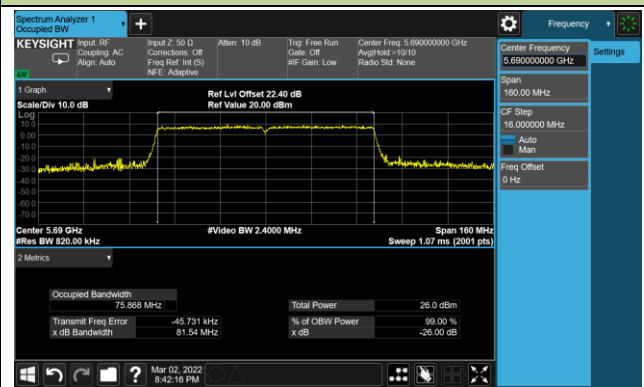 Spectrum Analyzer 1
Occupied BW
Frequency
KEYSIGHT
Input: RF
Coupling: AC
Align: Auto
Input Z: 50 Ω
Corrections: Off
Freq Ref: Int (S)
NFE: Adaptive
Atten: 10 dB
Trig: Free Run
Gate: Off
#IF Gain: Low
Center Freq: 5.690000000 GHz
Avg|Hold:>10/10
Radio Std: None
Center Frequency
5.690000000 GHz
Settings
Span
160.00 MHz
CF Step
16.000000 MHz
Auto
Man
Freq Offset
0 Hz
1 Graph
Scale/Div 10.0 dB
Ref Lvl Offset 22.40 dB
Ref Value 20.00 dBm
Log
10.0
0.00
-10.0
-20.0
-30.0
-40.0
-50.0
-60.0
-70.0
Center 5.69 GHz
#Video BW 2.4000 MHz
Span 160 MHz
#Res BW 820.00 kHz
Sweep 1.07 ms (2001 pts)
2 Metrics
Occupied Bandwidth
75.868 MHz
Total Power
26.0 dBm
Transmit Freq Error
-45.731 kHz
% of OBW Power
99.00 %
x dB Bandwidth
81.54 MHz
x dB
-26.00 dB
Mar 02, 2022
8:42:16 PM